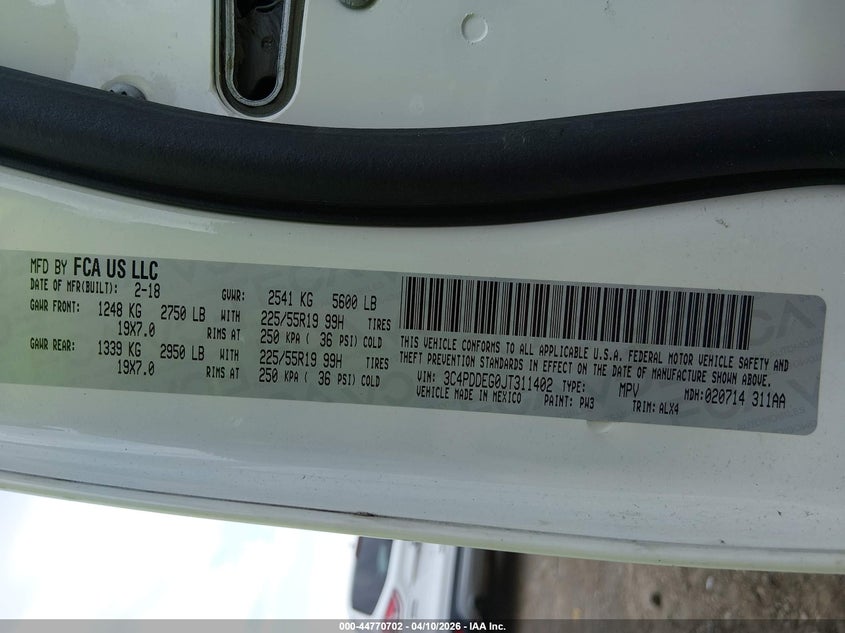 MFD BY FCA US LLC
DATE OF MFR(BUILT): 2-18 GVWR: 2541 KG 5600 LB
GAWR FRONT: 1248 KG 2750 LB WITH 225/55R19 99H TIRES
19X7.0 RIMS AT 250 KPA ( 36 PSI) COLD
GAWR REAR: 1339 KG 2950 LB WITH 225/55R19 99H TIRES
19X7.0 RIMS AT 250 KPA ( 36 PSI) COLD
THIS VEHICLE CONFORMS TO ALL APPLICABLE U.S.A. FEDERAL MOTOR VEHICLE SAFETY AND
THEFT PREVENTION STANDARDS IN EFFECT ON THE DATE OF MANUFACTURE SHOWN ABOVE.
VIN: 3C4PDDEG0JT311402 TYPE: MPV MDH:020714 311AA
VEHICLE MADE IN MEXICO PAINT: PW3 TRIM: ALX4
000-44770702 - 04/10/2026 - IAA Inc.